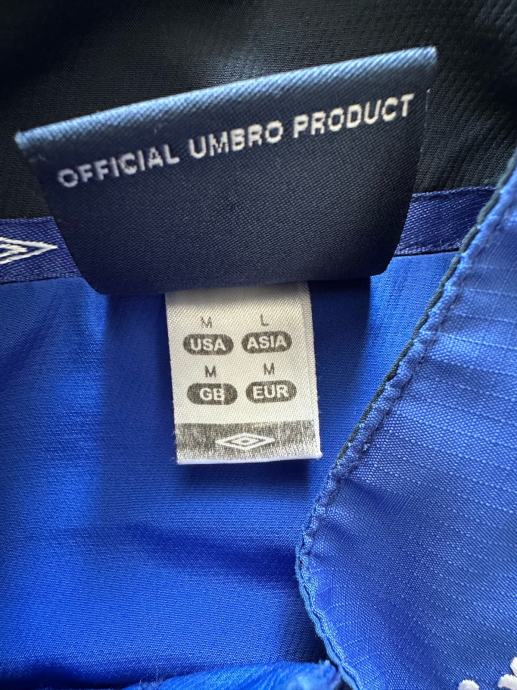 OFFICIAL UMBRO PRODUCT
M L
USA ASIA
M M
GB EUR